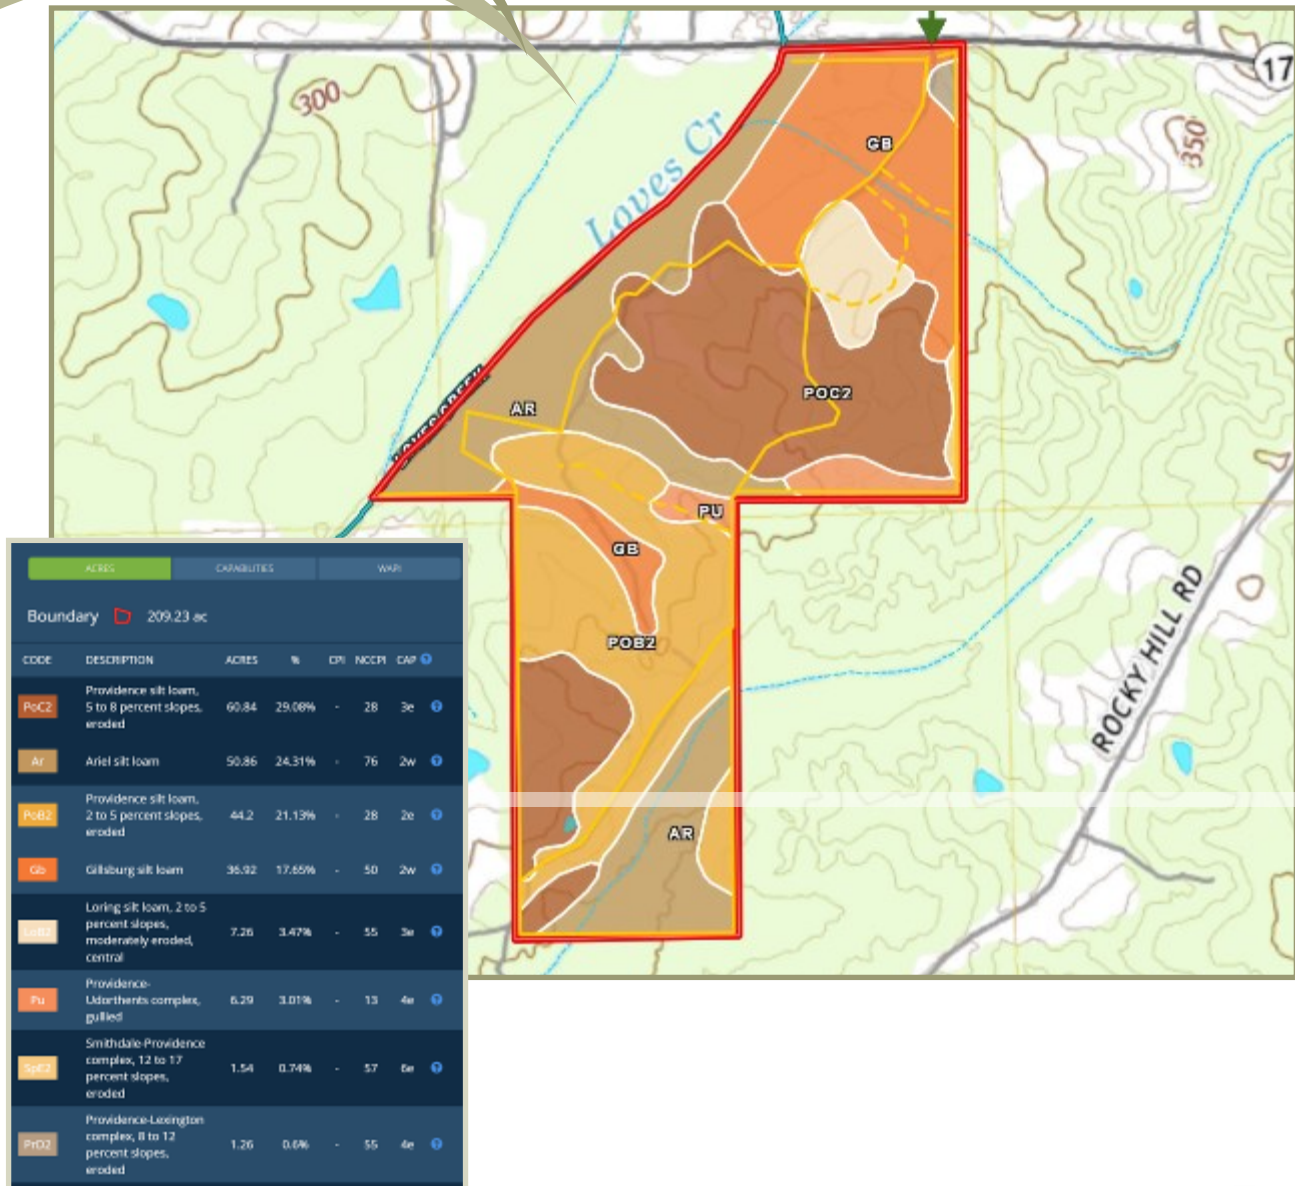 300
17
350
GB
Loves Cr
POC2
AR
PU
GB
POB2
AR
ROCKY HILL RD
ACRES CAPABILITIES WAPI
Boundary 209.23 ac
CODE DESCRIPTION ACRES % CPI NCCPI CAP
PoC2 Providence silt loam, 60.84 29.08% - 28 3e
5 to 8 percent slopes,
eroded
Ar Ariel silt loam 50.86 24.31% - 76 2w
PoB2 Providence silt loam, 44.2 21.13% - 28 2e
2 to 5 percent slopes,
eroded
Gb Gillsburg silt loam 36.92 17.65% - 50 2w
LoB2 Loring silt loam, 2 to 5 7.26 3.47% - 55 3e
percent slopes,
moderately eroded,
central
Pu Providence- 6.29 3.01% - 13 4e
Udorthents complex,
gullied
SpE2 Smithdale-Providence 1.54 0.74% - 57 6e
complex, 12 to 17
percent slopes,
eroded
PrD2 Providence-Lexington 1.26 0.6% - 55 4e
complex, 8 to 12
percent slopes,
eroded